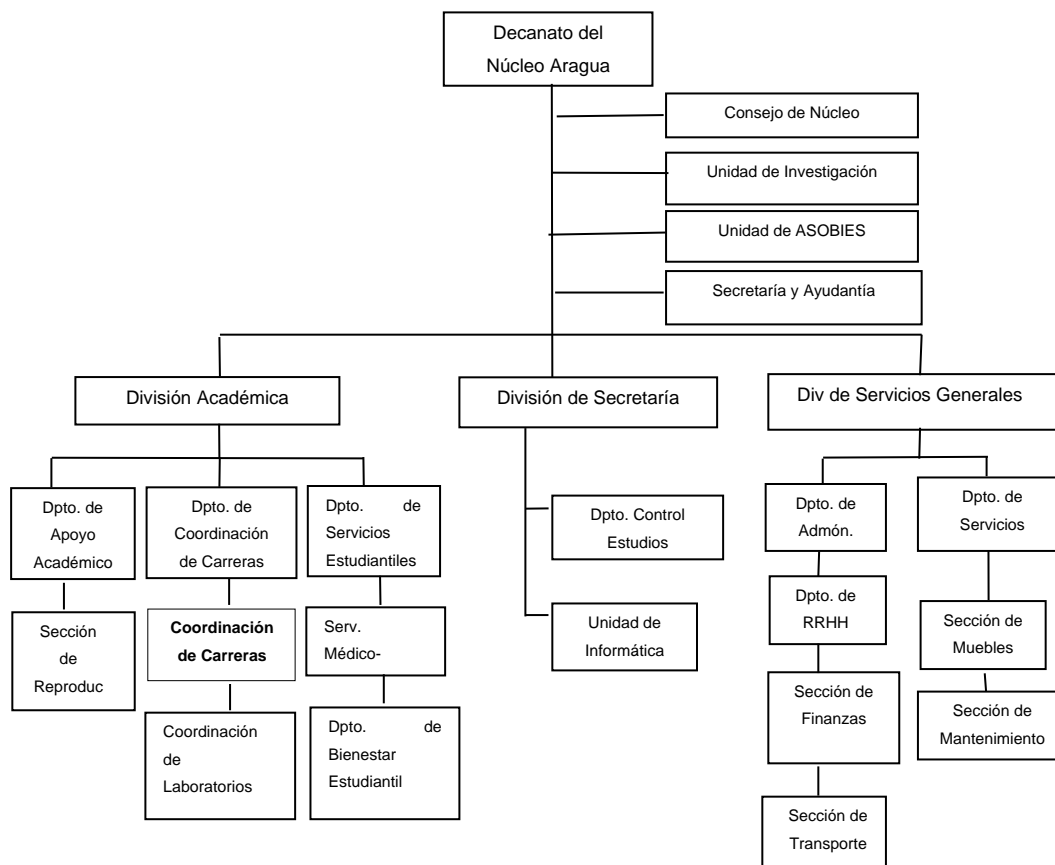 Decanato del
Núcleo Aragua
Consejo de Núcleo
Unidad de Investigación
Unidad de ASOBIES
Secretaría y Ayudantía
División Académica
División de Secretaría
Div de Servicios Generales
Dpto. de
Apoyo
Académico
Dpto. de
Coordinación
de Carreras
Dpto. de
Servicios
Estudiantiles
Dpto. Control
Estudios
Dpto. de
Admón.
Dpto. de
Servicios
Sección
de
Reproduc
Coordinación
de Carreras
Serv.
Médico-
Unidad de
Informática
Dpto. de
RRHH
Sección de
Muebles
Coordinación
de
Laboratorios
Dpto. de
Bienestar
Estudiantil
Sección de
Finanzas
Sección de
Mantenimiento
Sección de
Transporte